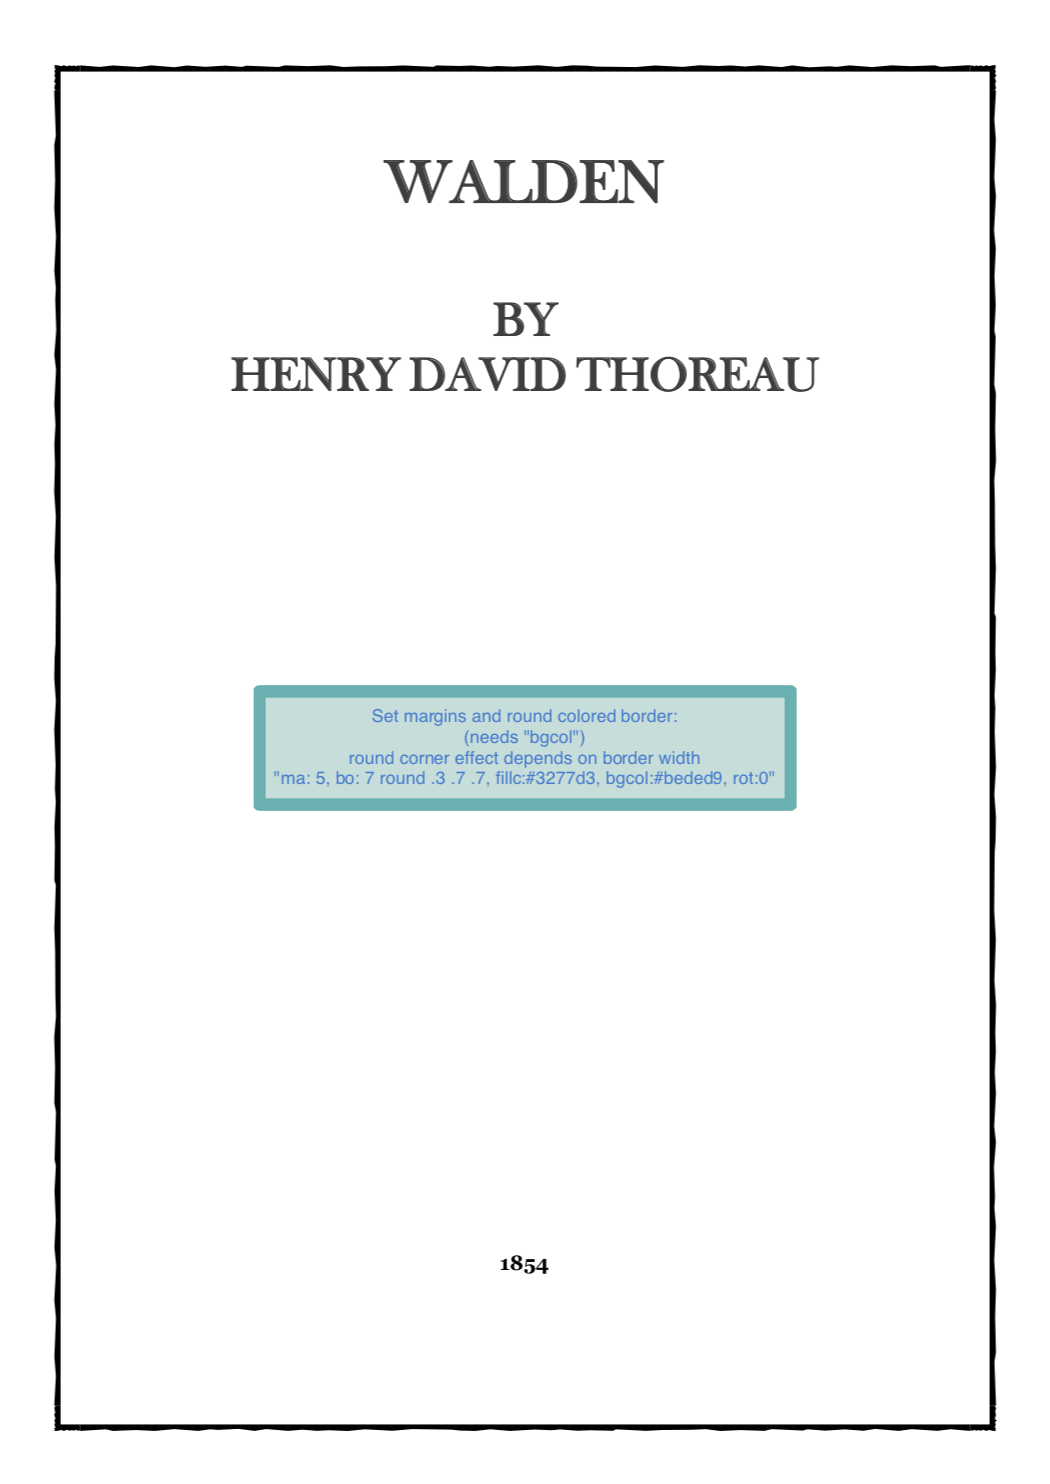 WALDEN
BY
HENRY DAVID THOREAU
Set margins and round colored border:
(needs "bgcol")
round corner effect depends on border width
"ma: 5, bo: 7 round .3 .7 .7, fillc:#3277d3, bgcol:#beded9, rot:0"
1854